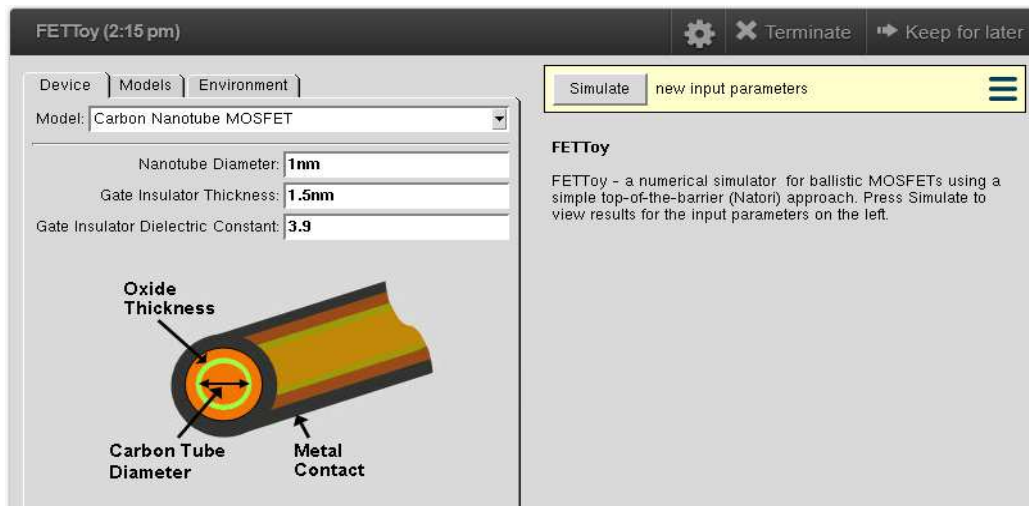 FETToy (2:15 pm)
Terminate
Keep for later
Device
Models
Environment
Model: Carbon Nanotube MOSFET
Nanotube Diameter: 1nm
Gate Insulator Thickness: 1.5nm
Gate Insulator Dielectric Constant: 3.9
Oxide
Thickness
Carbon Tube
Diameter
Metal
Contact
Simulate new input parameters
FETToy
FETToy - a numerical simulator for ballistic MOSFETs using a
simple top-of-the-barrier (Natori) approach. Press Simulate to
view results for the input parameters on the left.